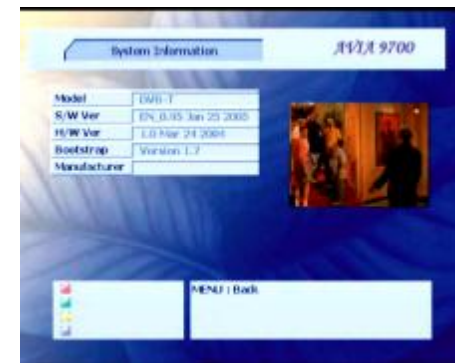 System Information
AVIA 9700
Model DVB-T
S/W Ver EN_0.95 Jan 25 2005
H/W Ver 1.0 Mar 24 2004
Bootstrap Version 1.7
Manufacturer
MENU : Back